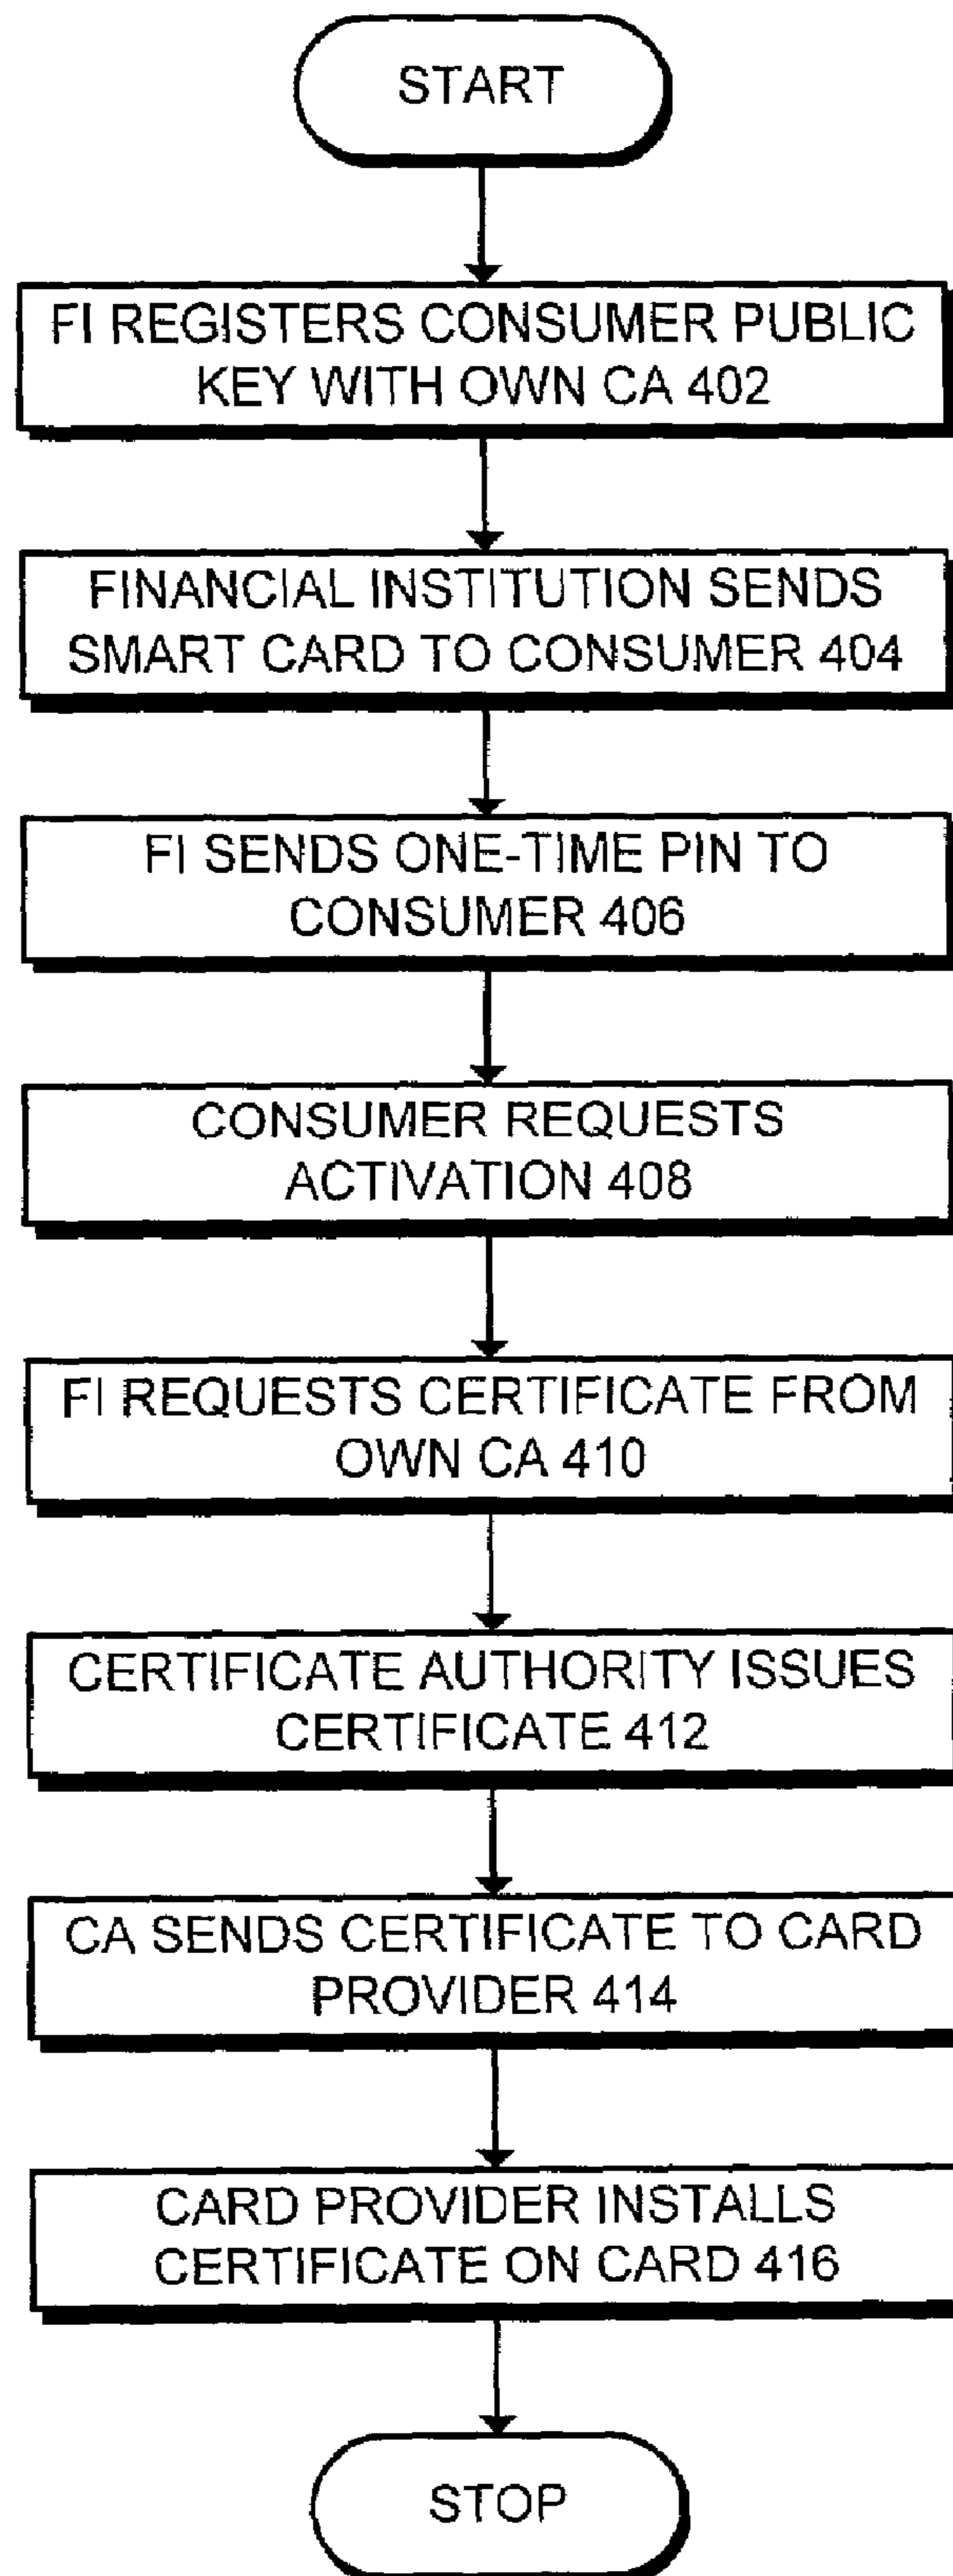 START
FI REGISTERS CONSUMER PUBLIC
KEY WITH OWN CA 402
FINANCIAL INSTITUTION SENDS
SMART CARD TO CONSUMER 404
FI SENDS ONE-TIME PIN TO
CONSUMER 406
CONSUMER REQUESTS
ACTIVATION 408
FI REQUESTS CERTIFICATE FROM
OWN CA 410
CERTIFICATE AUTHORITY ISSUES
CERTIFICATE 412
CA SENDS CERTIFICATE TO CARD
PROVIDER 414
CARD PROVIDER INSTALLS
CERTIFICATE ON CARD 416
STOP